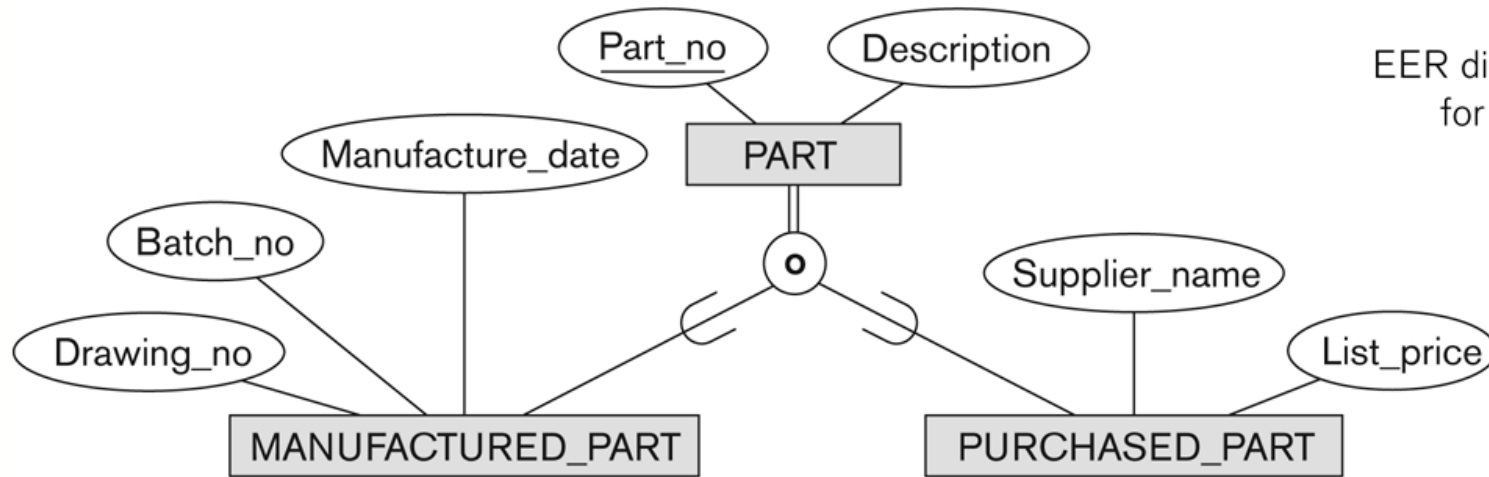 Part_no
Description
EER di
for
Manufacture_date
PART
Batch_no
o
Supplier_name
Drawing_no
List_price
MANUFACTURED_PART
PURCHASED_PART